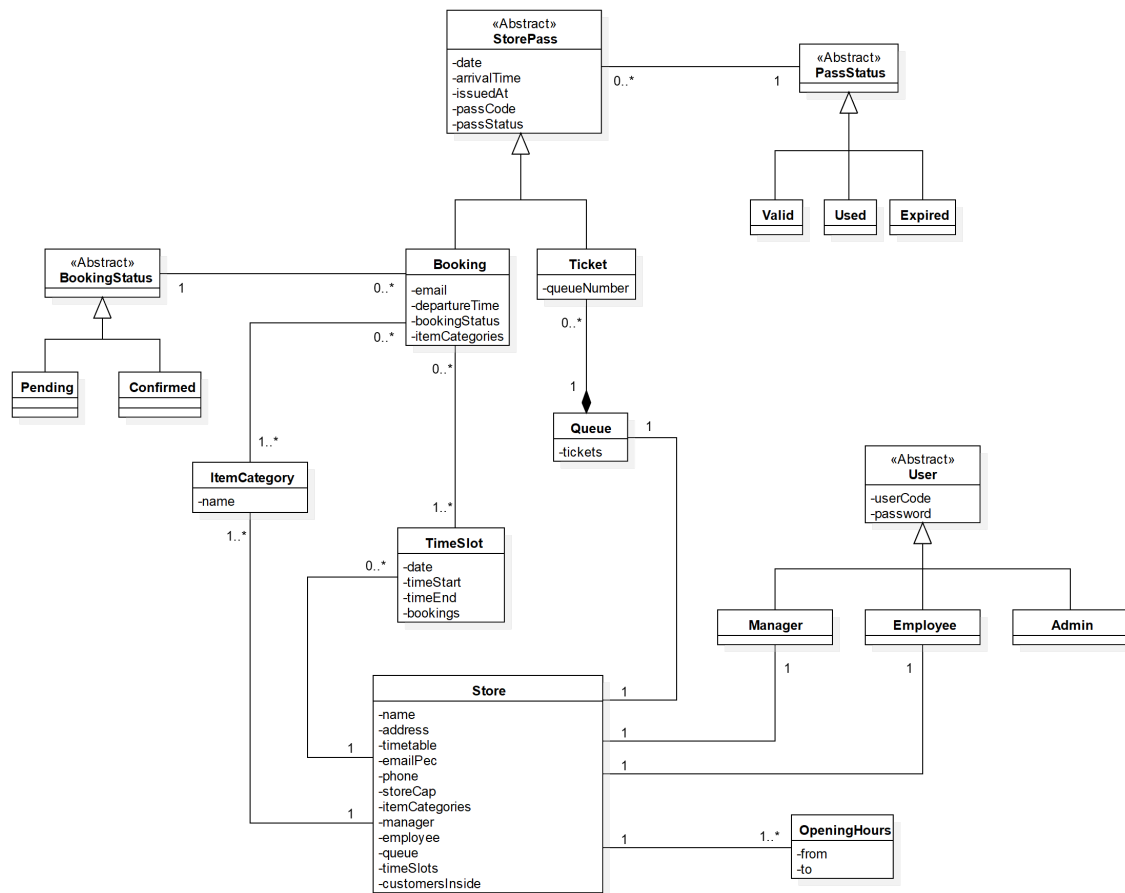 «Abstract»
StorePass
-date
-arrivalTime
-issuedAt
-passCode
-passStatus
0..*
1
«Abstract»
PassStatus
Valid
Used
Expired
«Abstract»
BookingStatus
1
0..*
Booking
-email
-departureTime
-bookingStatus
-itemCategories
Ticket
-queueNumber
0..*
0..*
0..*
Pending
Confirmed
1
Queue
-tickets
1
1..*
ItemCategory
-name
1..*
1..*
TimeSlot
-date
-timeStart
-timeEnd
-bookings
0..*
«Abstract»
User
-userCode
-password
Manager
Employee
Admin
1
1
Store
-name
-address
-timetable
-emailPec
-phone
-storeCap
-itemCategories
-manager
-employee
-queue
-timeSlots
-customersInside
1
1
1
1
1
1
1..*
OpeningHours
-from
-to